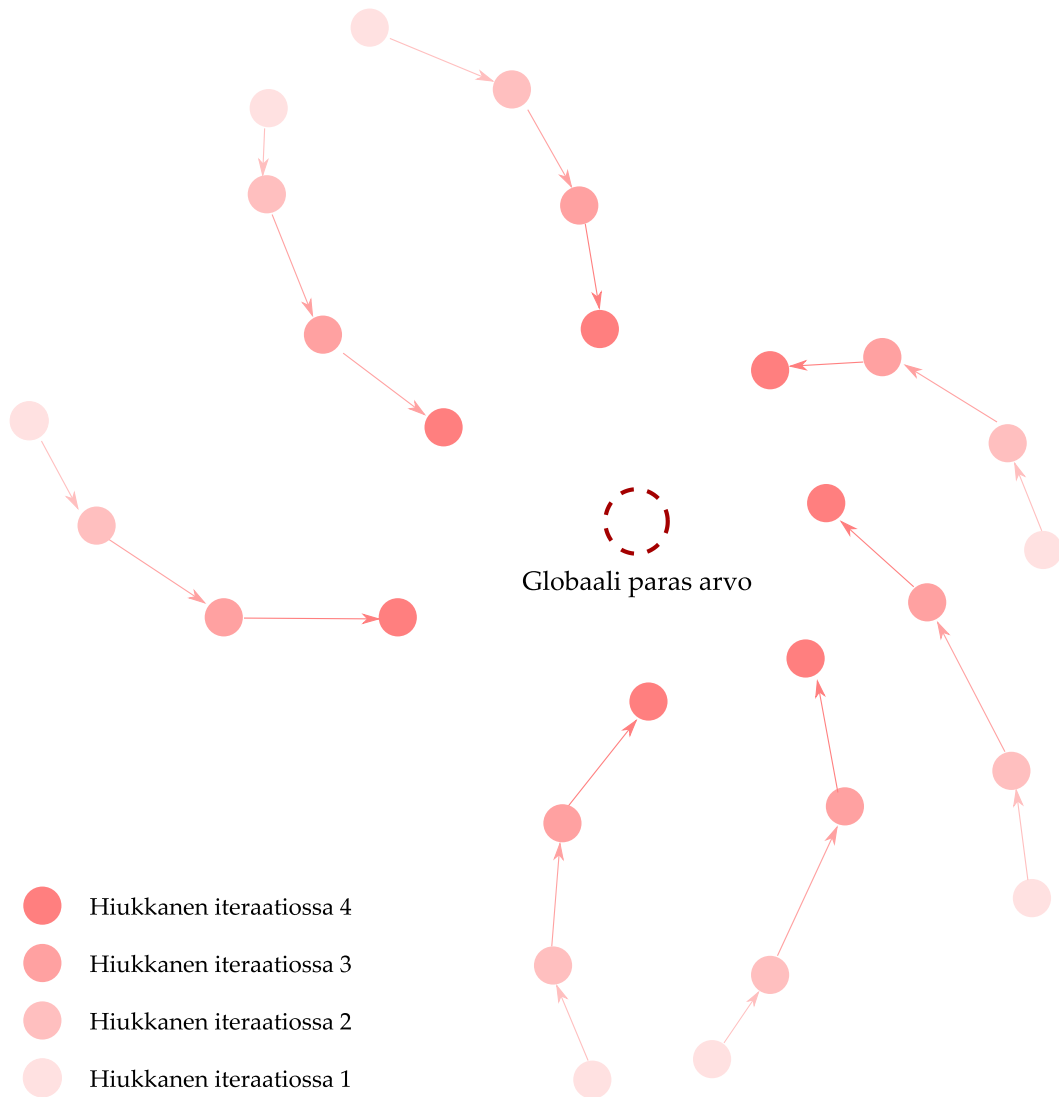 Globaali paras arvo
Hiukkanen iteraatiossa 4
Hiukkanen iteraatiossa 3
Hiukkanen iteraatiossa 2
Hiukkanen iteraatiossa 1